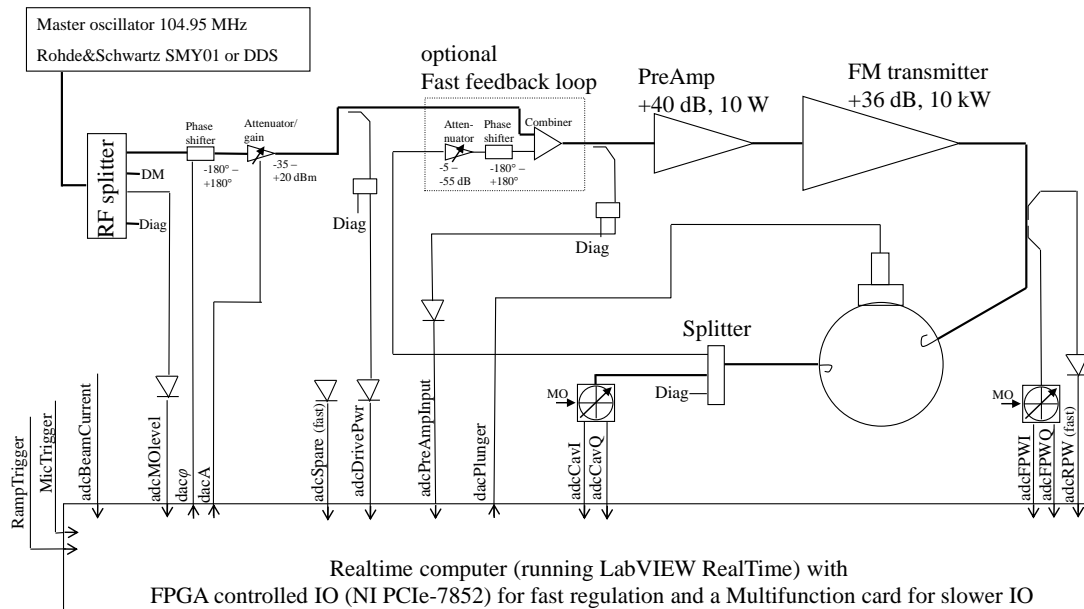 Master oscillator 104.95 MHz
Rohde&Schwartz SMY01 or DDS
optional
Fast feedback loop
PreAmp
+40 dB, 10 W
FM transmitter
+36 dB, 10 kW
RF splitter
Phase
shifter
-180° –
+180°
Attenuator/
gain
-35 –
+20 dBm
DM
Diag
Diag
Atten-
nuator
-5 –
-55 dB
Phase
shifter
-180° –
+180°
Combiner
Diag
Splitter
Diag
MO
MO
RampTrigger
MicTrigger
adcBeamCurrent
adcMOlevel
dacφ
dacA
adcSpare (fast)
adcDrivePwr
adcPreAmpInput
dacPlunger
adcCavI
adcCavQ
adcFPWI
adcFPWQ
adcRPW (fast)
Realtime computer (running LabVIEW RealTime) with
FPGA controlled IO (NI PCIe-7852) for fast regulation and a Multifunction card for slower IO